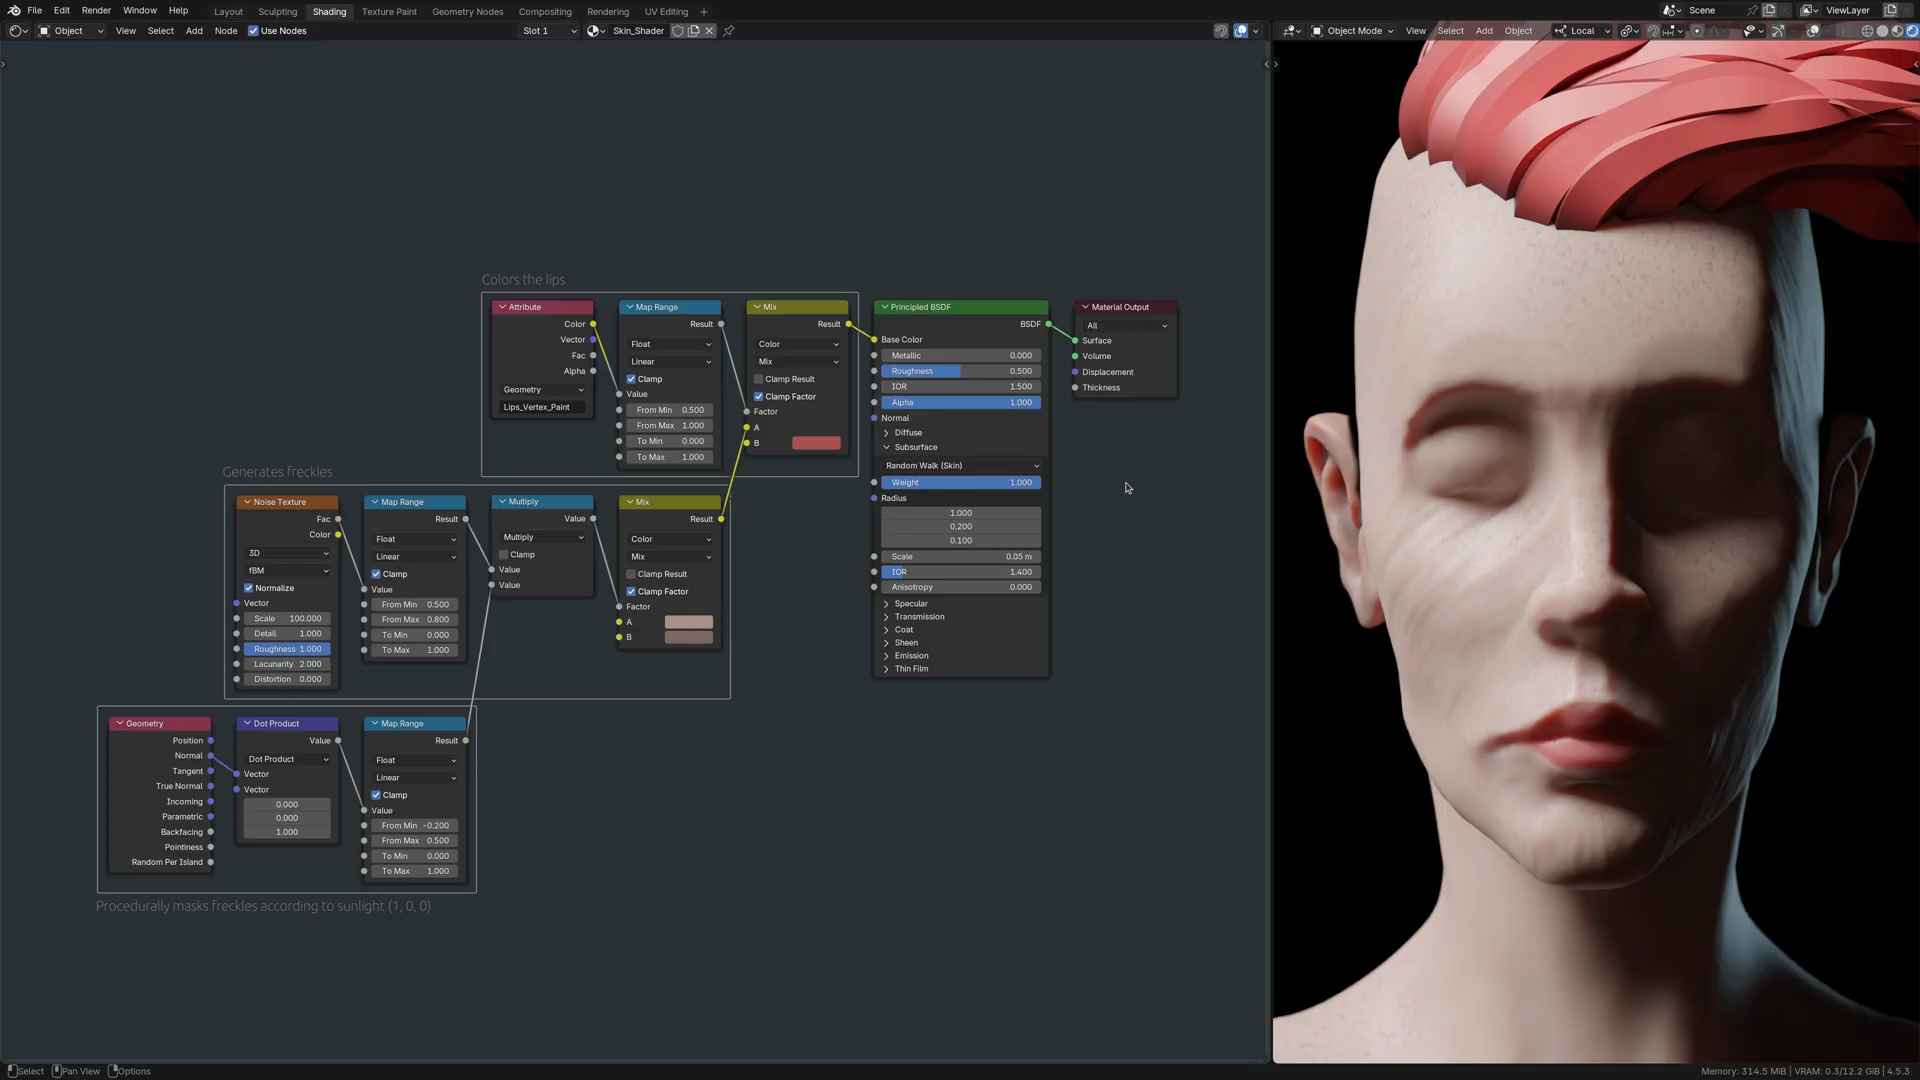 File Edit Render Window Help Layout Sculpting Shading Texture Paint Geometry Nodes Compositing Rendering UV Editing + Scene ViewLayer
Object View Select Add Node Use Nodes Slot 1 Skin_Shader Object Mode View Select Add Object Local
Colors the lips
Attribute
Color
Vector
Fac
Alpha
Geometry
Lips_Vertex_Paint
Map Range
Result
Float
Linear
Clamp
Value
From Min 0.500
From Max 1.000
To Min 0.000
To Max 1.000
Mix
Result
Color
Mix
Clamp Result
Clamp Factor
Factor
A
B
Principled BSDF
BSDF
Base Color
Metallic 0.000
Roughness 0.500
IOR 1.500
Alpha 1.000
Normal
Diffuse
Subsurface
Random Walk (Skin)
Weight 1.000
Radius
1.000
0.200
0.100
Scale 0.05 m
IOR 1.400
Anisotropy 0.000
Specular
Transmission
Coat
Sheen
Emission
Thin Film
Material Output
All
Surface
Volume
Displacement
Thickness
Generates freckles
Noise Texture
Fac
Color
3D
fBM
Normalize
Vector
Scale 100.000
Detail 1.000
Roughness 1.000
Lacunarity 2.000
Distortion 0.000
Map Range
Result
Float
Linear
Clamp
Value
From Min 0.500
From Max 0.800
To Min 0.000
To Max 1.000
Multiply
Value
Multiply
Clamp
Value
Value
Mix
Result
Color
Mix
Clamp Result
Clamp Factor
Factor
A
B
Geometry
Position
Normal
Tangent
True Normal
Incoming
Parametric
Backfacing
Pointiness
Random Per Island
Dot Product
Value
Dot Product
Vector
Vector
0.000
0.000
1.000
Map Range
Result
Float
Linear
Clamp
Value
From Min -0.200
From Max 0.500
To Min 0.000
To Max 1.000
Procedurally masks freckles according to sunlight (1, 0, 0)
Select Pan View Options Memory: 314.5 MiB | VRAM: 0.3/12.2 GiB | 4.5.3